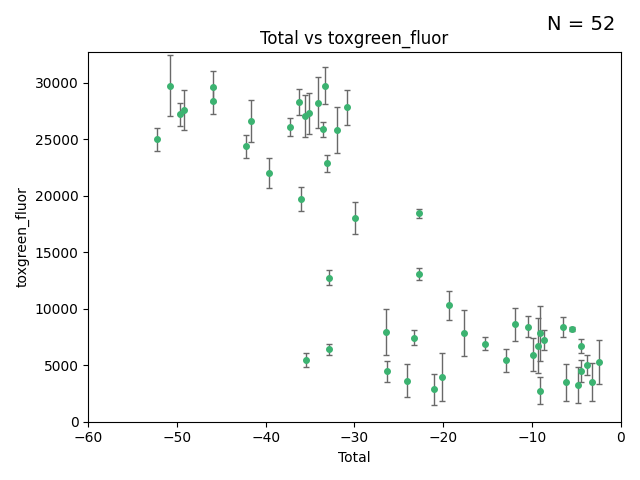 N = 52
Total vs toxgreen_fluor
toxgreen_fluor
30000
25000
20000
15000
10000
5000
0
−60 −50 −40 −30 −20 −10 0
Total